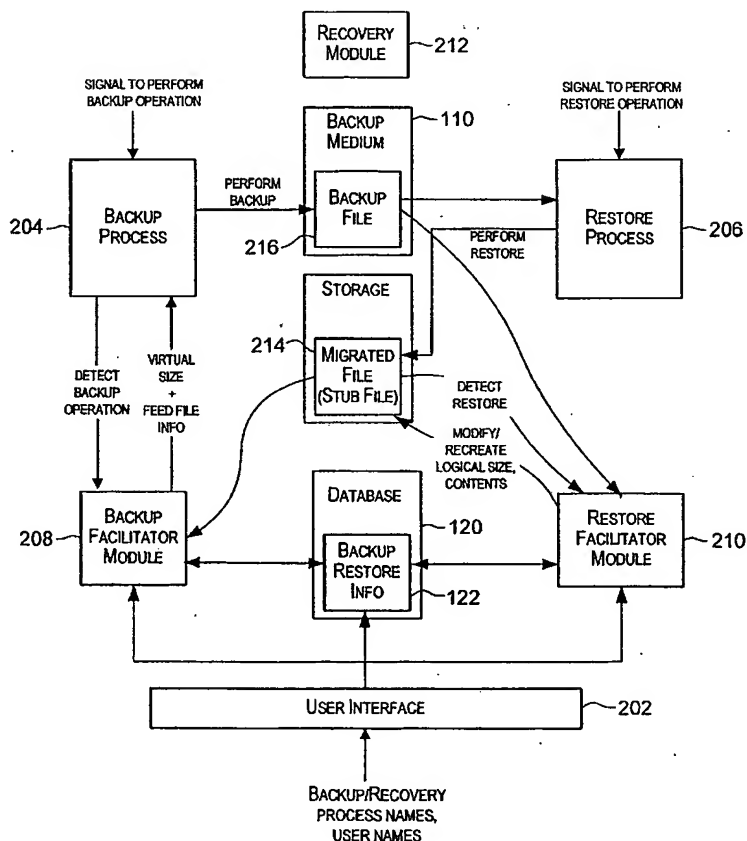 RECOVERY
MODULE
212
SIGNAL TO PERFORM
BACKUP OPERATION
SIGNAL TO PERFORM
RESTORE OPERATION
BACKUP
MEDIUM
110
BACKUP
PROCESS
204
PERFORM
BACKUP
BACKUP
FILE
216
RESTORE
PROCESS
206
PERFORM
RESTORE
STORAGE
214
MIGRATED
FILE
(STUB FILE)
DETECT
BACKUP
OPERATION
VIRTUAL
SIZE
+
FEED FILE
INFO
DETECT
RESTORE
MODIFY/
RECREATE
LOGICAL SIZE,
CONTENTS
208
BACKUP
FACILITATOR
MODULE
DATABASE
120
BACKUP
RESTORE
INFO
122
RESTORE
FACILITATOR
MODULE
210
USER INTERFACE
202
BACKUP/RECOVERY
PROCESS NAMES,
USER NAMES